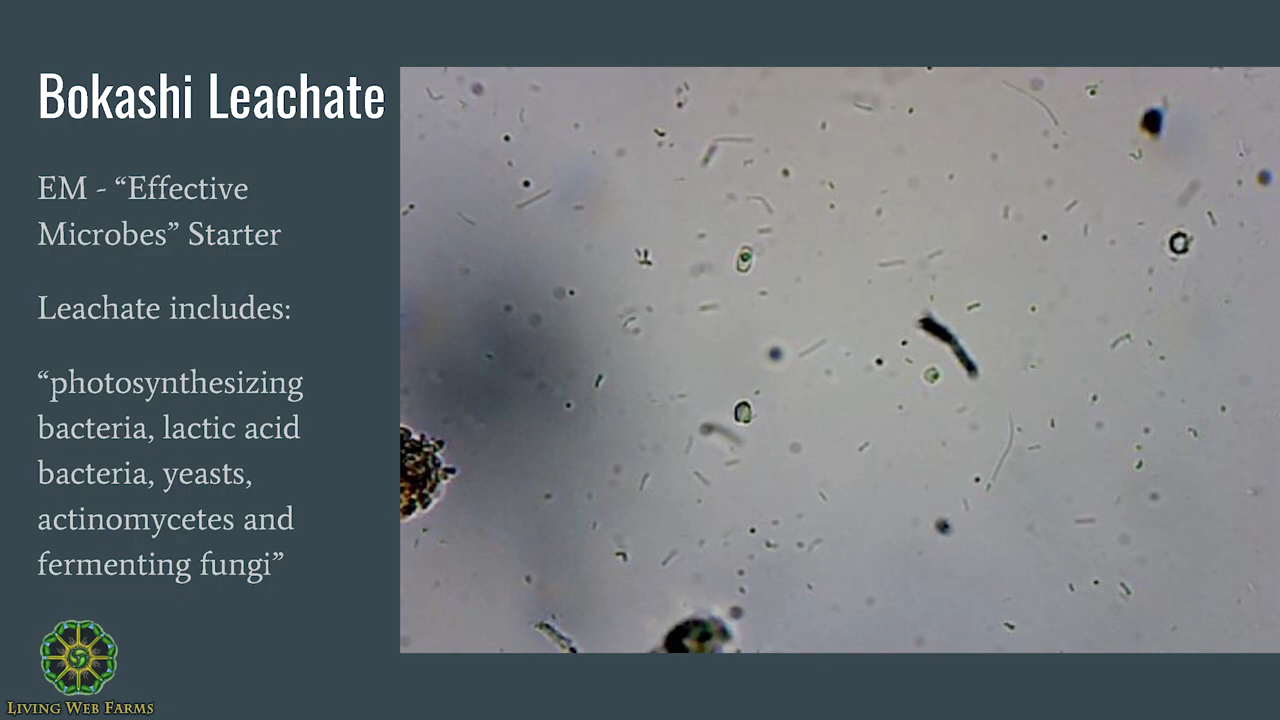 Bokashi Leachate
EM - “Effective
Microbes” Starter
Leachate includes:
“photosynthesizing
bacteria, lactic acid
bacteria, yeasts,
actinomycetes and
fermenting fungi”
Living Web Farms